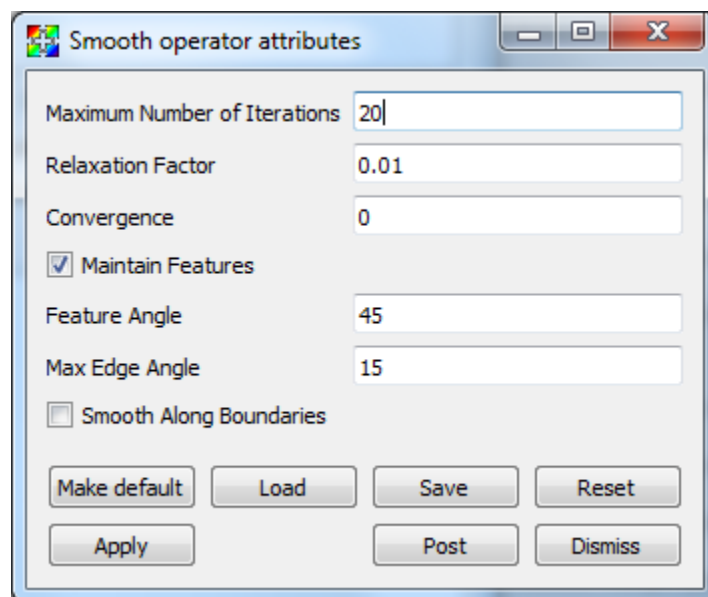 Smooth operator attributes
Maximum Number of Iterations 20
Relaxation Factor 0.01
Convergence 0
Maintain Features
Feature Angle 45
Max Edge Angle 15
Smooth Along Boundaries
Make default Load Save Reset
Apply Post Dismiss